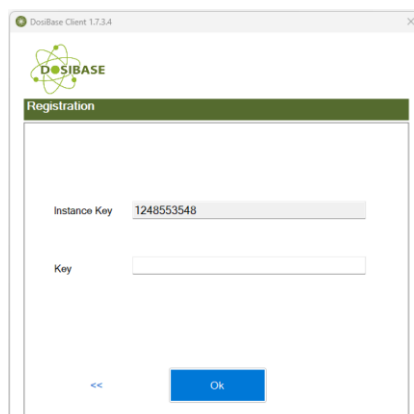 DosiBase Client 1.7.3.4
DOSIBASE
Registration
Instance Key 1248553548
Key
<< Ok